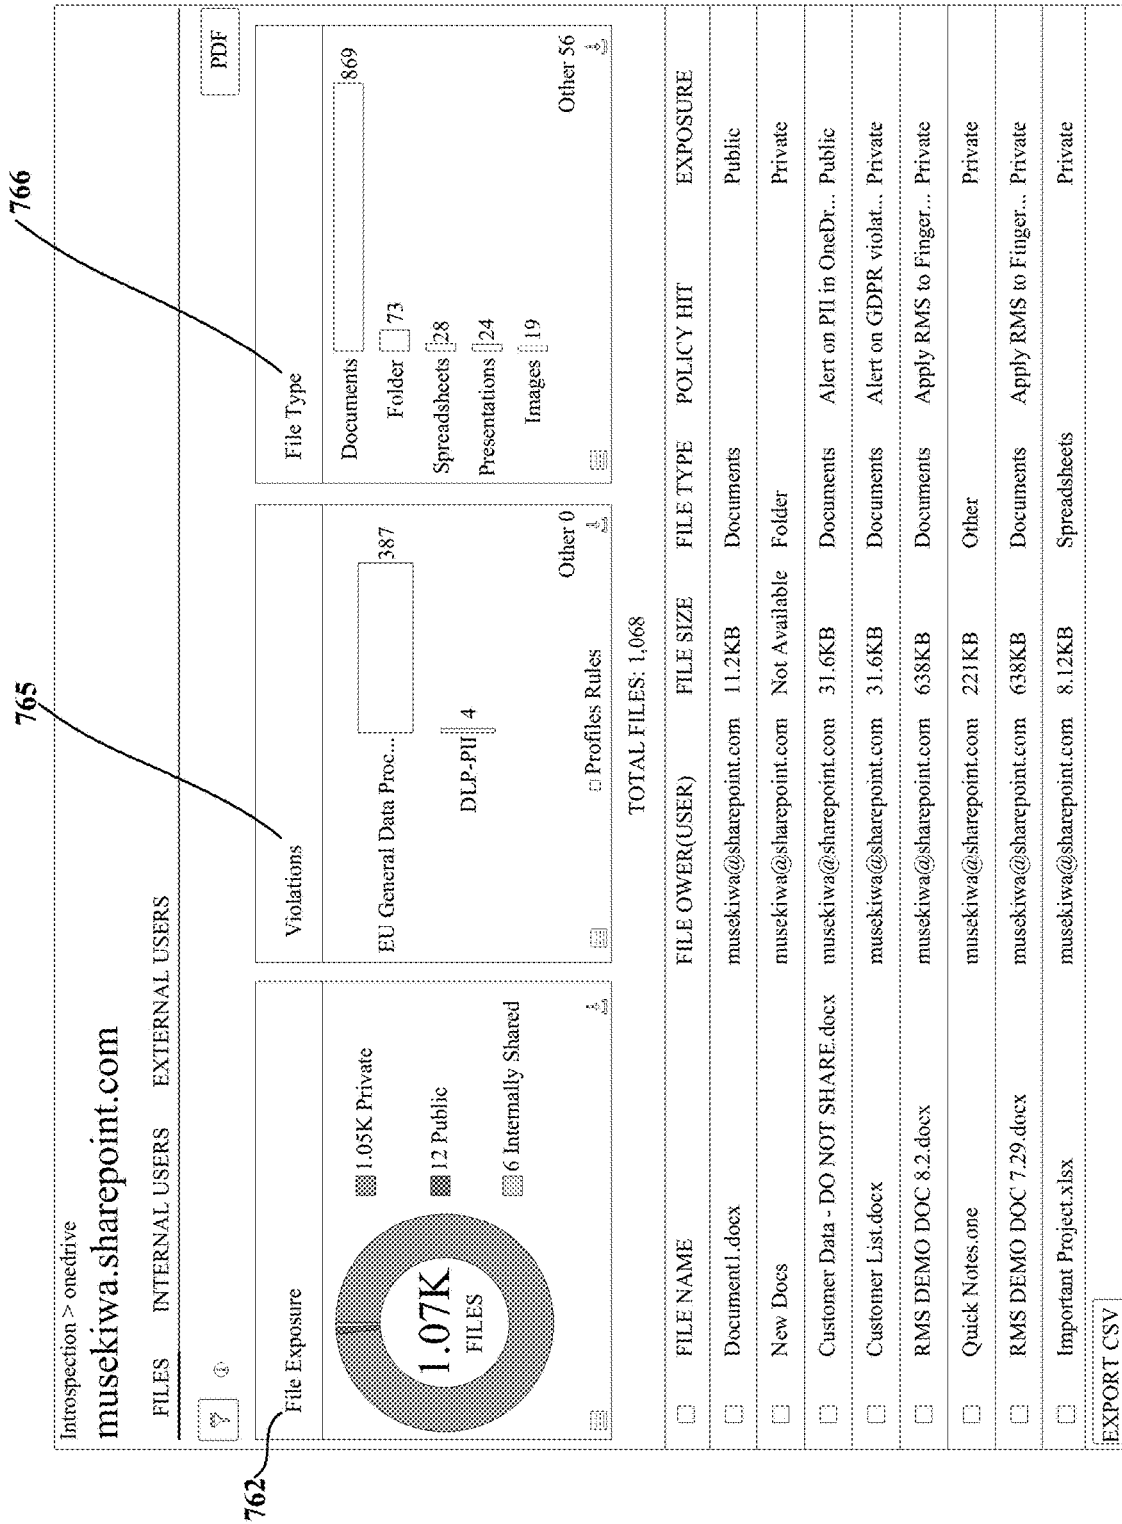 Introspection > onedrive
musekiwa.sharepoint.com
FILES INTERNAL USERS EXTERNAL USERS
PDF
762
765
766
File Exposure
1.07K
FILES
1.05K Private
12 Public
6 Internally Shared
Violations
EU General Data Proc... 387
DLP-PII 4
Profiles Rules
Other 0
File Type
Documents 869
Folder 73
Spreadsheets 28
Presentations 24
Images 19
Other 56
TOTAL FILES: 1,068
FILE NAME FILE OWER(USER) FILE SIZE FILE TYPE POLICY HIT EXPOSURE
Document1.docx musekiwa@sharepoint.com 11.2KB Documents Public
New Docs musekiwa@sharepoint.com Not Available Folder Private
Customer Data - DO NOT SHARE.docx musekiwa@sharepoint.com 31.6KB Documents Alert on PII in OneDr... Public
Customer List.docx musekiwa@sharepoint.com 31.6KB Documents Alert on GDPR violat... Private
RMS DEMO DOC 8.2.docx musekiwa@sharepoint.com 638KB Documents Apply RMS to Finger... Private
Quick Notes.one musekiwa@sharepoint.com 221KB Other Private
RMS DEMO DOC 7.29.docx musekiwa@sharepoint.com 638KB Documents Apply RMS to Finger... Private
Important Project.xlsx musekiwa@sharepoint.com 8.12KB Spreadsheets Private
EXPORT CSV